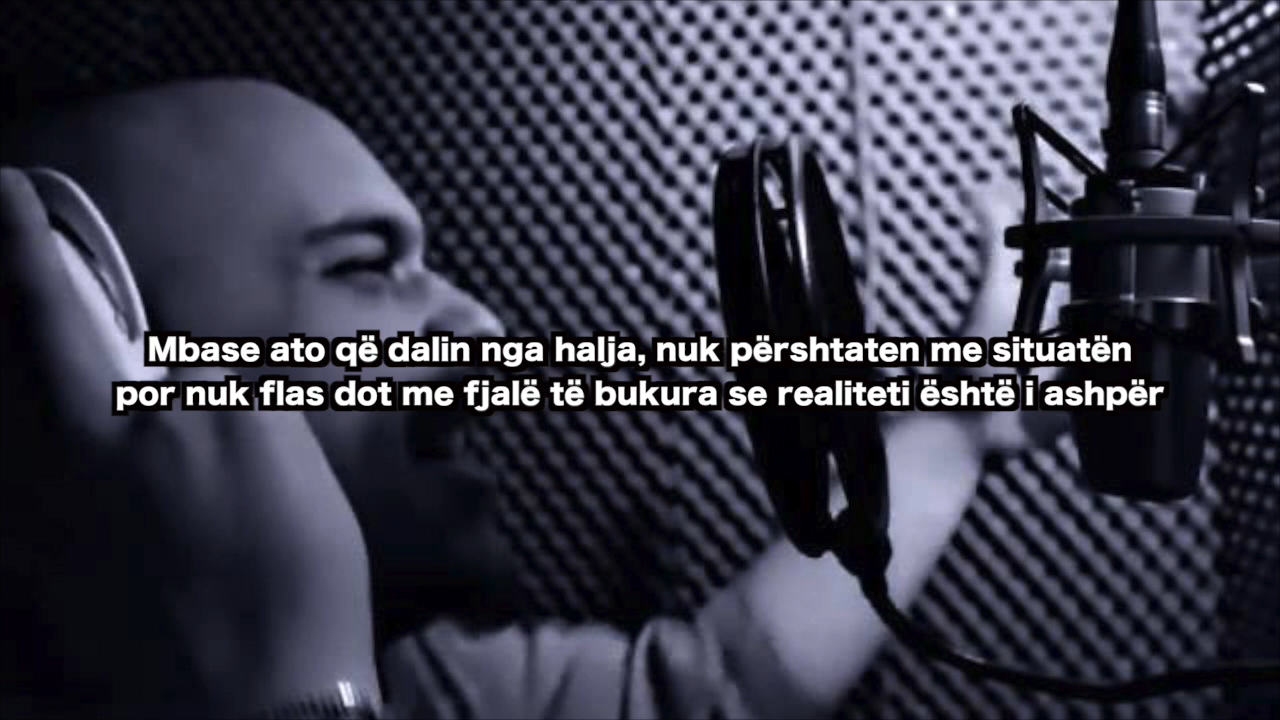 Mbase ato që dalin nga halja, nuk përshtaten me situatën
por nuk flas dot me fjalë të bukura se realiteti është i ashpër